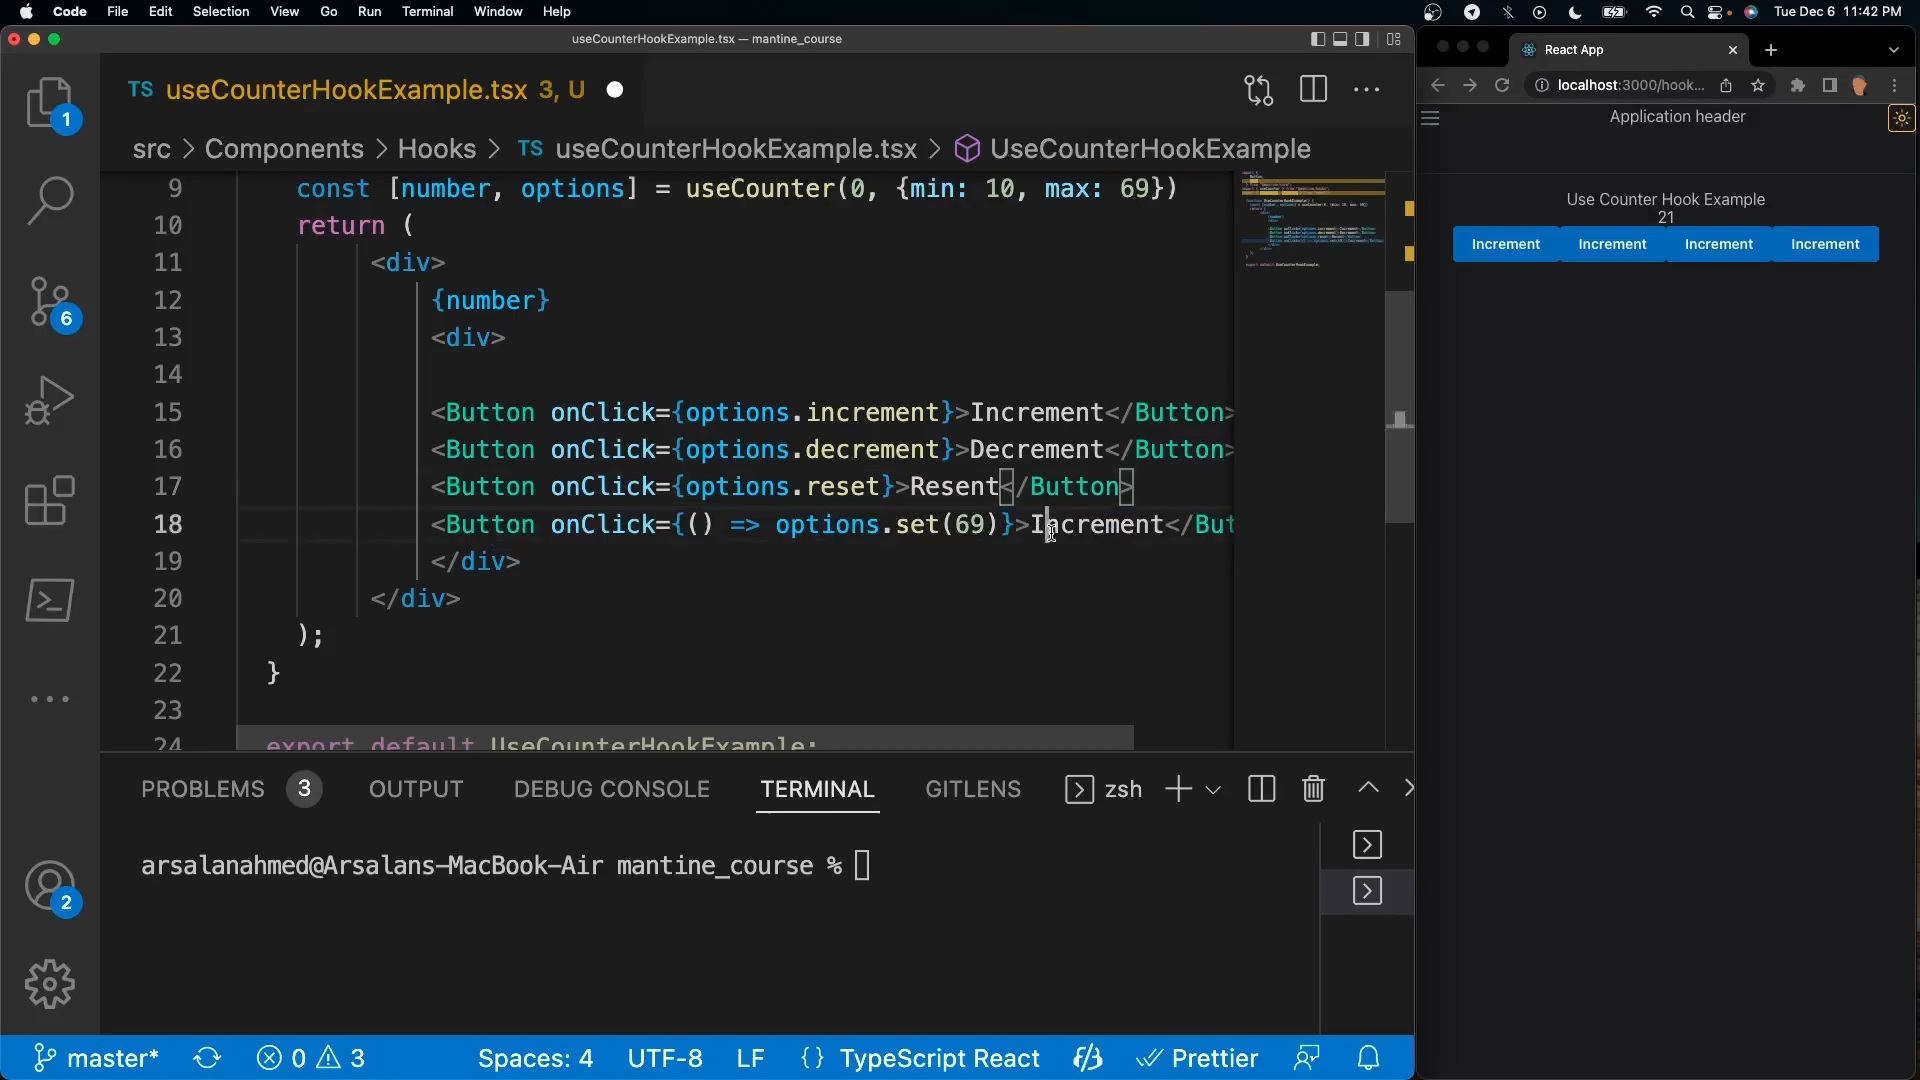 Code File Edit Selection View Go Run Terminal Window Help
Tue Dec 6 11:42 PM
useCounterHookExample.tsx — mantine_course
TS useCounterHookExample.tsx 3, U
src > Components > Hooks > TS useCounterHookExample.tsx > UseCounterHookExample
9 const [number, options] = useCounter(0, {min: 10, max: 69})
10 return (
11 <div>
12 {number}
13 <div>
14
15 <Button onClick={options.increment}>Increment</Button>
16 <Button onClick={options.decrement}>Decrement</Button>
17 <Button onClick={options.reset}>Resent</Button>
18 <Button onClick={() => options.set(69)}>Increment</But
19 </div>
20 </div>
21 );
22 }
23
24 export default UseCounterHookExample;
1
6
2
PROBLEMS 3 OUTPUT DEBUG CONSOLE TERMINAL GITLENS zsh
arsalanahmed@Arsalans-MacBook-Air mantine_course %
master* 0 3 Spaces: 4 UTF-8 LF {} TypeScript React Prettier
React App
localhost:3000/hook...
Application header
Use Counter Hook Example
21
Increment Increment Increment Increment